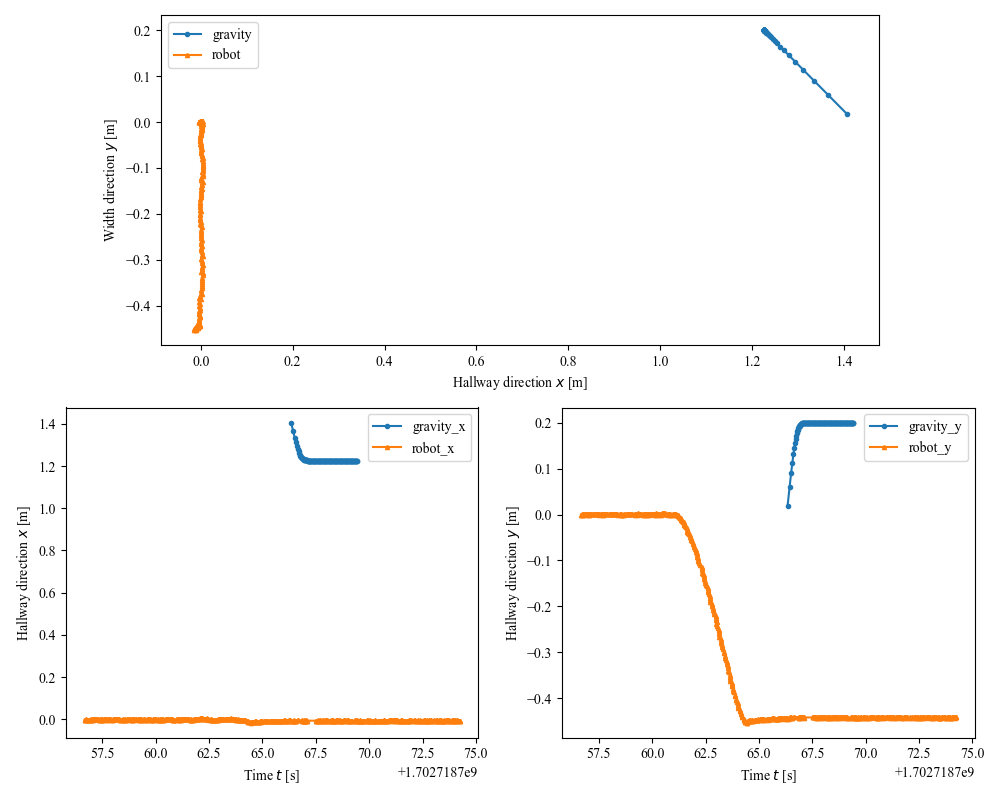 gravity
robot
0.2
0.1
0.0
−0.1
−0.2
−0.3
−0.4
Width direction y [m]
0.0 0.2 0.4 0.6 0.8 1.0 1.2 1.4
Hallway direction x [m]
gravity_x
robot_x
1.4
1.2
1.0
0.8
0.6
0.4
0.2
0.0
Hallway direction x [m]
57.5 60.0 62.5 65.0 67.5 70.0 72.5 75.0
+1.7027187e9
Time t [s]
gravity_y
robot_y
0.2
0.1
0.0
−0.1
−0.2
−0.3
−0.4
Hallway direction y [m]
57.5 60.0 62.5 65.0 67.5 70.0 72.5 75.0
+1.7027187e9
Time t [s]